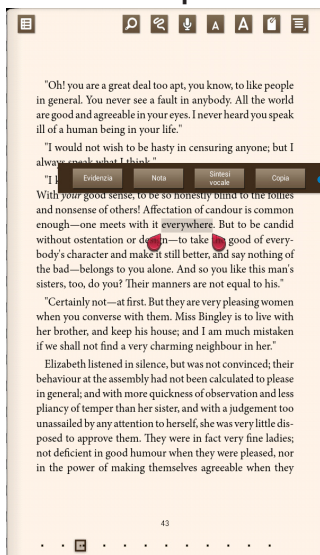 A A
"Oh! you are a great deal too apt, you know, to like people
in general. You never see a fault in anybody. All the world
are good and agreeable in your eyes. I never heard you speak
ill of a human being in your life."
"I would not wish to be hasty in censuring anyone; but I
always speak what I think."
Evidenzia Nota Sintesi vocale Copia
"I
With your good sense, to be so honestly blind to the follies
and nonsense of others! Affectation of candour is common
enough—one meets with it everywhere. But to be candid
without ostentation or design—to take the good of every-
body's character and make it still better, and say nothing of
the bad—belongs to you alone. And so you like this man's
sisters, too, do you? Their manners are not equal to his."
"Certainly not—at first. But they are very pleasing women
when you converse with them. Miss Bingley is to live with
her brother, and keep his house; and I am much mistaken
if we shall not find a very charming neighbour in her."
Elizabeth listened in silence, but was not convinced; their
behaviour at the assembly had not been calculated to please
in general; and with more quickness of observation and less
pliancy of temper than her sister, and with a judgement too
unassailed by any attention to herself, she was very little dis-
posed to approve them. They were in fact very fine ladies;
not deficient in good humour when they were pleased, nor
in the power of making themselves agreeable when they
43